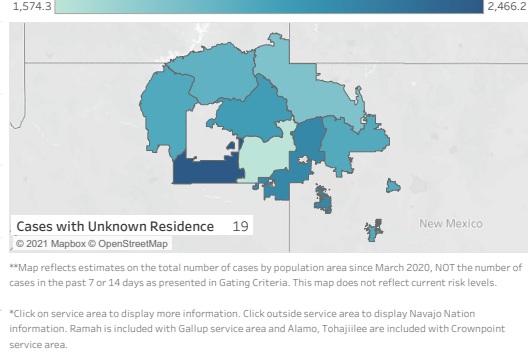 1,574.3 2,466.2
New Mexico
Cases with Unknown Residence 19
© 2021 Mapbox © OpenStreetMap
**Map reflects estimates on the total number of cases by population area since March 2020, NOT the number of
cases in the past 7 or 14 days as presented in Gating Criteria. This map does not reflect current risk levels.
*Click on service area to display more information. Click outside service area to display Navajo Nation
information. Ramah is included with Gallup service area and Alamo, Tohajiilee are included with Crownpoint
service area.